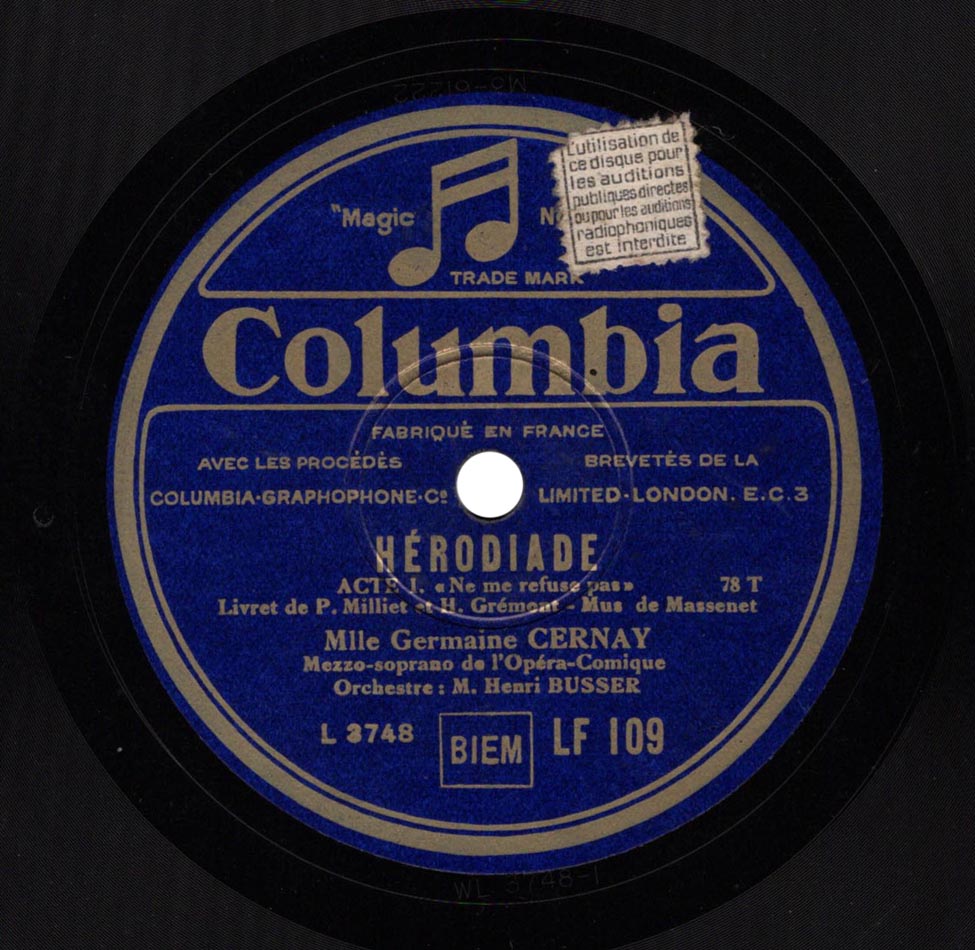 M6-61222
L'utilisation de
ce disque pour
les auditions
publiques directes
ou pour les auditions
radiophoniques
est interdite
"Magic N
TRADE MARK
Columbia
FABRIQUÉ EN FRANCE
AVEC LES PROCÉDÈS BREVETÉS DE LA
COLUMBIA-GRAPHOPHONE-Cº LIMITED-LONDON. E.C.3
HÉRODIADE
ACTE I. «Ne me refuse pas» 78 T
Livret de P. Milliet et H. Grémont - Mus de Massenet
Mlle Germaine CERNAY
Mezzo-soprano de l'Opéra-Comique
Orchestre : M. Henri BUSSER
L 3748 BIEM LF 109
WL 3748-1